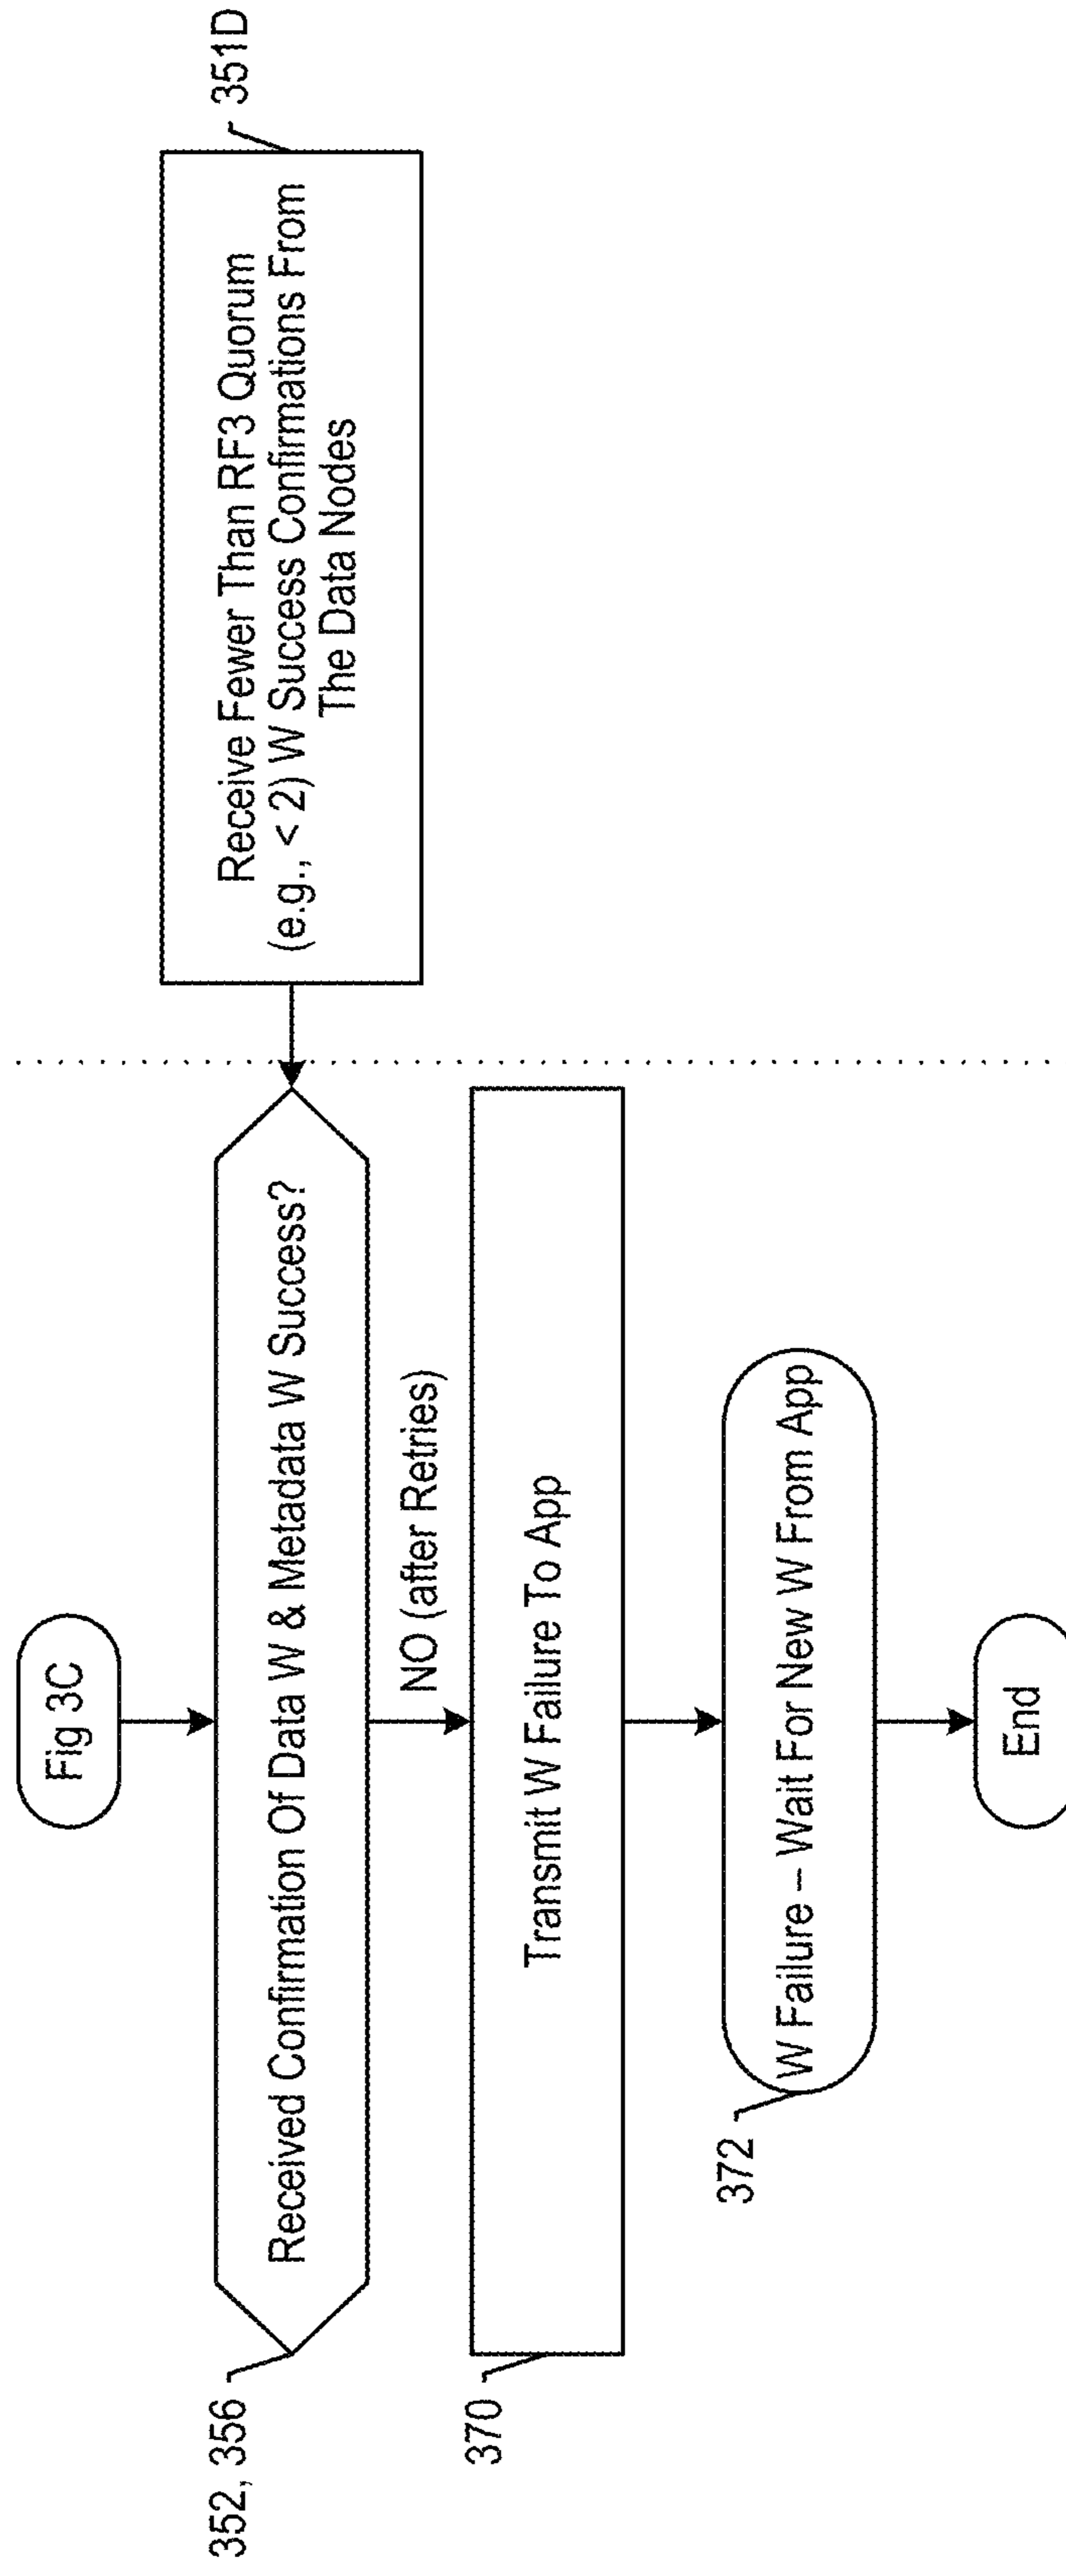 Fig 3C
352, 356
Received Confirmation Of Data W & Metadata W Success?
351D
Receive Fewer Than RF3 Quorum
(e.g., < 2) W Success Confirmations From
The Data Nodes
NO (after Retries)
370
Transmit W Failure To App
372
W Failure – Wait For New W From App
End